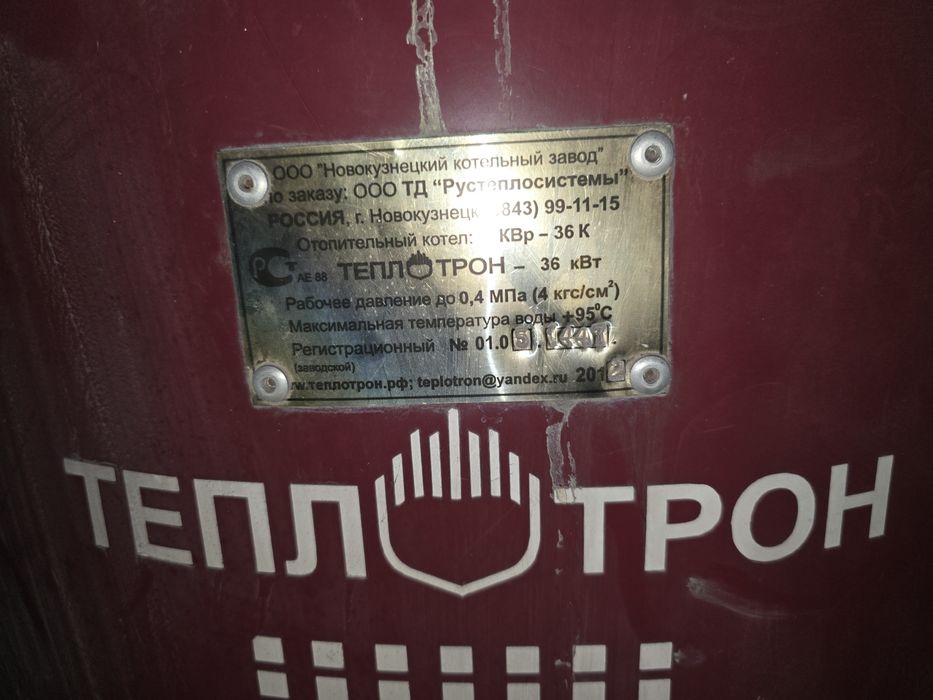 ООО "Новокузнецкий котельный завод"
заказу: ООО ТД "Рустеплосистемы"
РОССИЯ, г. Новокузнецк 843) 99-11-15
Отопительный котел: КВр – 36 К
РСТ АЕ 88 ТЕПЛОТРОН – 36 кВт
Рабочее давление до 0,4 МПа (4 кгс/см²)
Максимальная температура воды +95⁰С
Регистрационный № 01.0
(заводской)
w.теплотрон.рф; teplotron@yandex.ru 201
ТЕПЛОТРОН